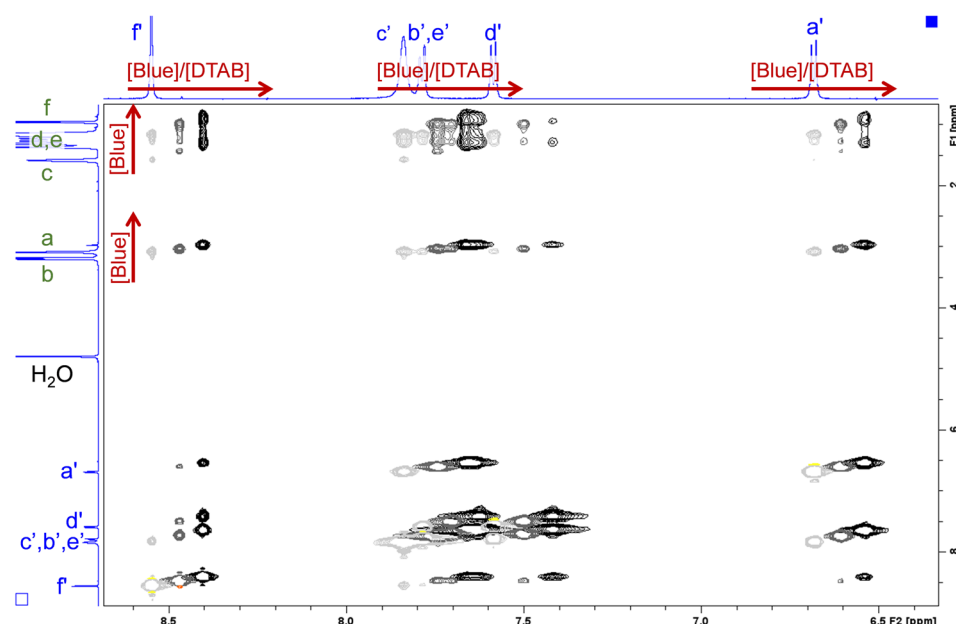 f' c' b',e' d' a'
[Blue]/[DTAB] [Blue]/[DTAB] [Blue]/[DTAB]
f
d,e
c
[Blue]
a
b
[Blue]
H₂O
a'
d'
c',b',e'
f'
2
4
6
8
F1 [ppm]
8.5 8.0 7.5 7.0 6.5 F2 [ppm]